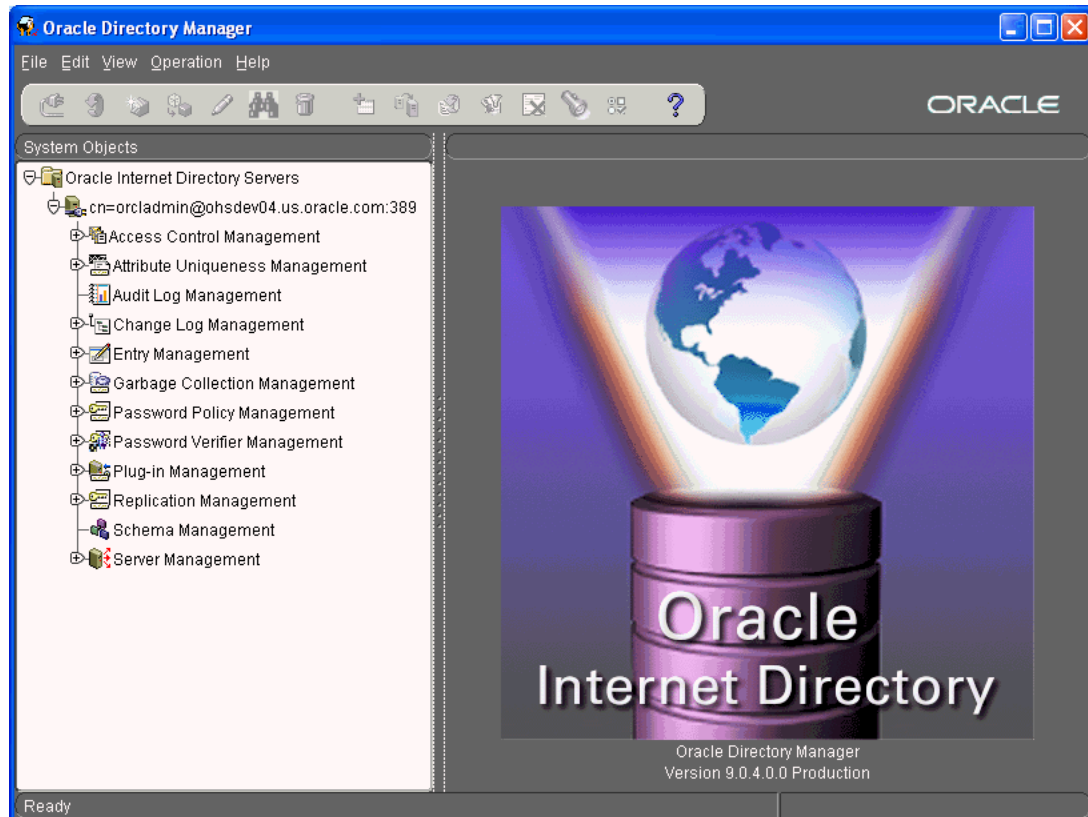 Oracle Directory Manager
File Edit View Operation Help
ORACLE
System Objects
Oracle Internet Directory Servers
cn=orcladmin@ohsdev04.us.oracle.com:389
Access Control Management
Attribute Uniqueness Management
Audit Log Management
Change Log Management
Entry Management
Garbage Collection Management
Password Policy Management
Password Verifier Management
Plug-in Management
Replication Management
Schema Management
Server Management
Oracle
Internet Directory
Oracle Directory Manager
Version 9.0.4.0.0 Production
Ready